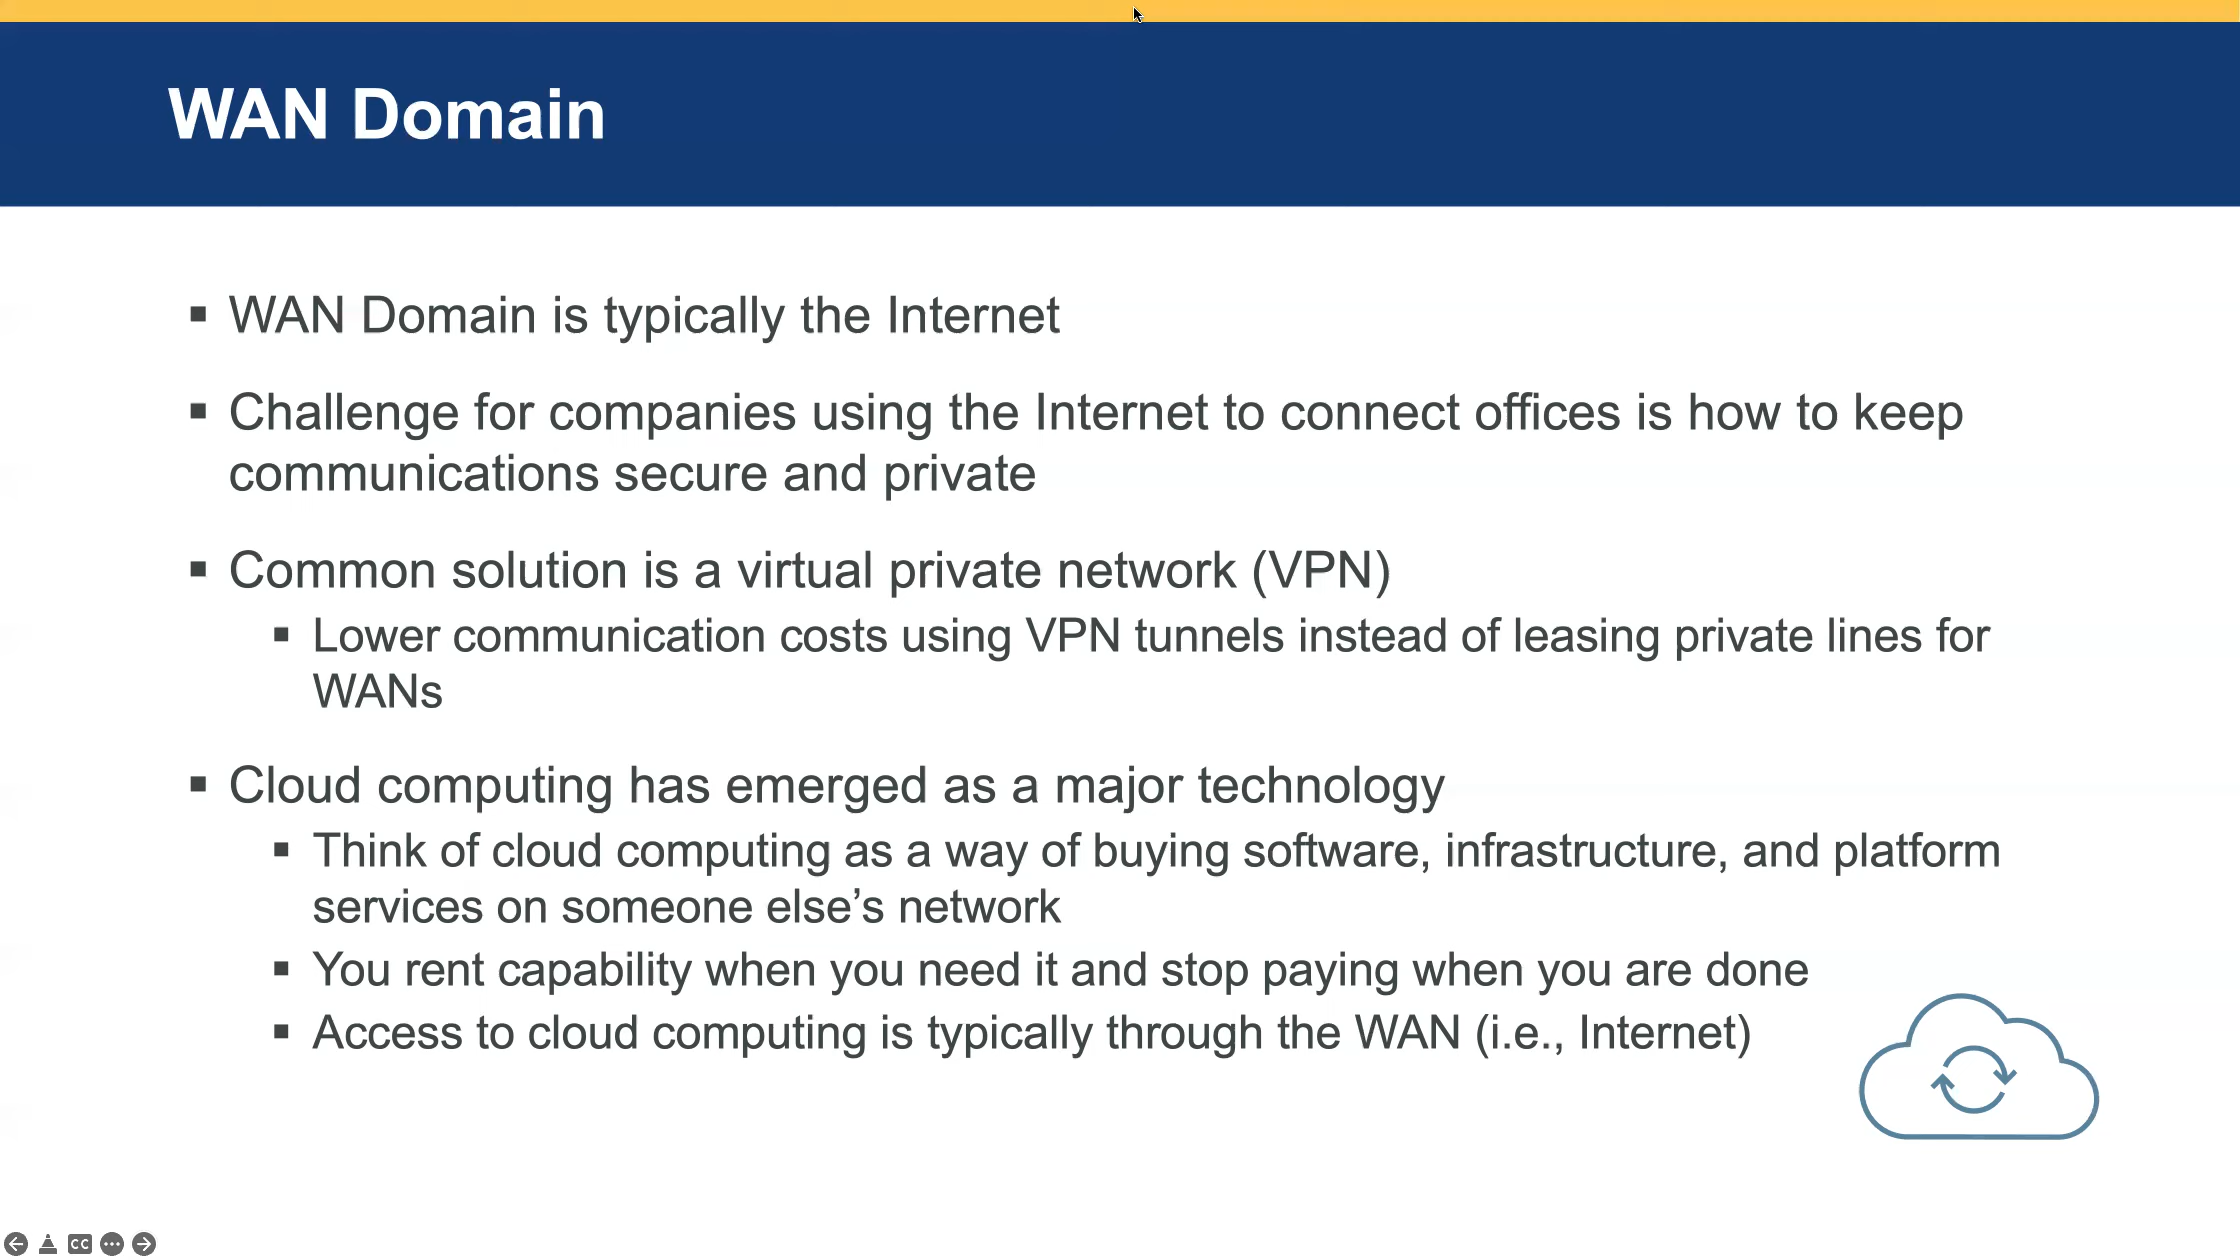 WAN Domain
▪ WAN Domain is typically the Internet
▪ Challenge for companies using the Internet to connect offices is how to keep
communications secure and private
▪ Common solution is a virtual private network (VPN)
▪ Lower communication costs using VPN tunnels instead of leasing private lines for
WANs
▪ Cloud computing has emerged as a major technology
▪ Think of cloud computing as a way of buying software, infrastructure, and platform
services on someone else’s network
▪ You rent capability when you need it and stop paying when you are done
▪ Access to cloud computing is typically through the WAN (i.e., Internet)
CC